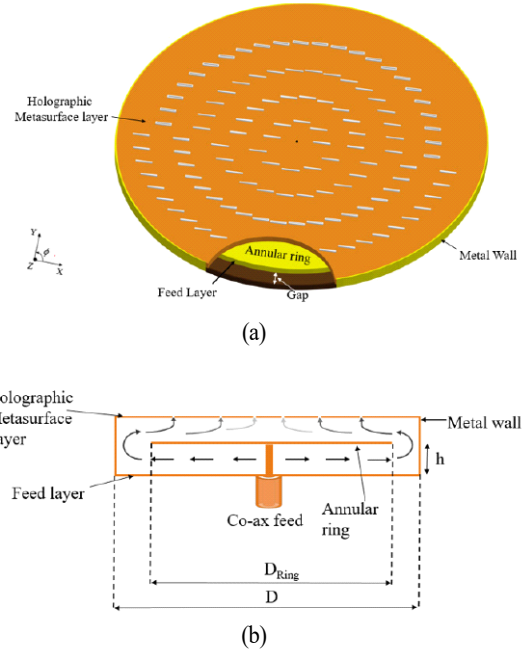 Holographic
Metasurface layer
Y
ϕ
Z
X
Annular ring
Metal Wall
Feed Layer
Gap
(a)
olographic
etasurface
yer
Metal wall
h
Feed layer
Co-ax feed
Annular
ring
D_Ring
D
(b)